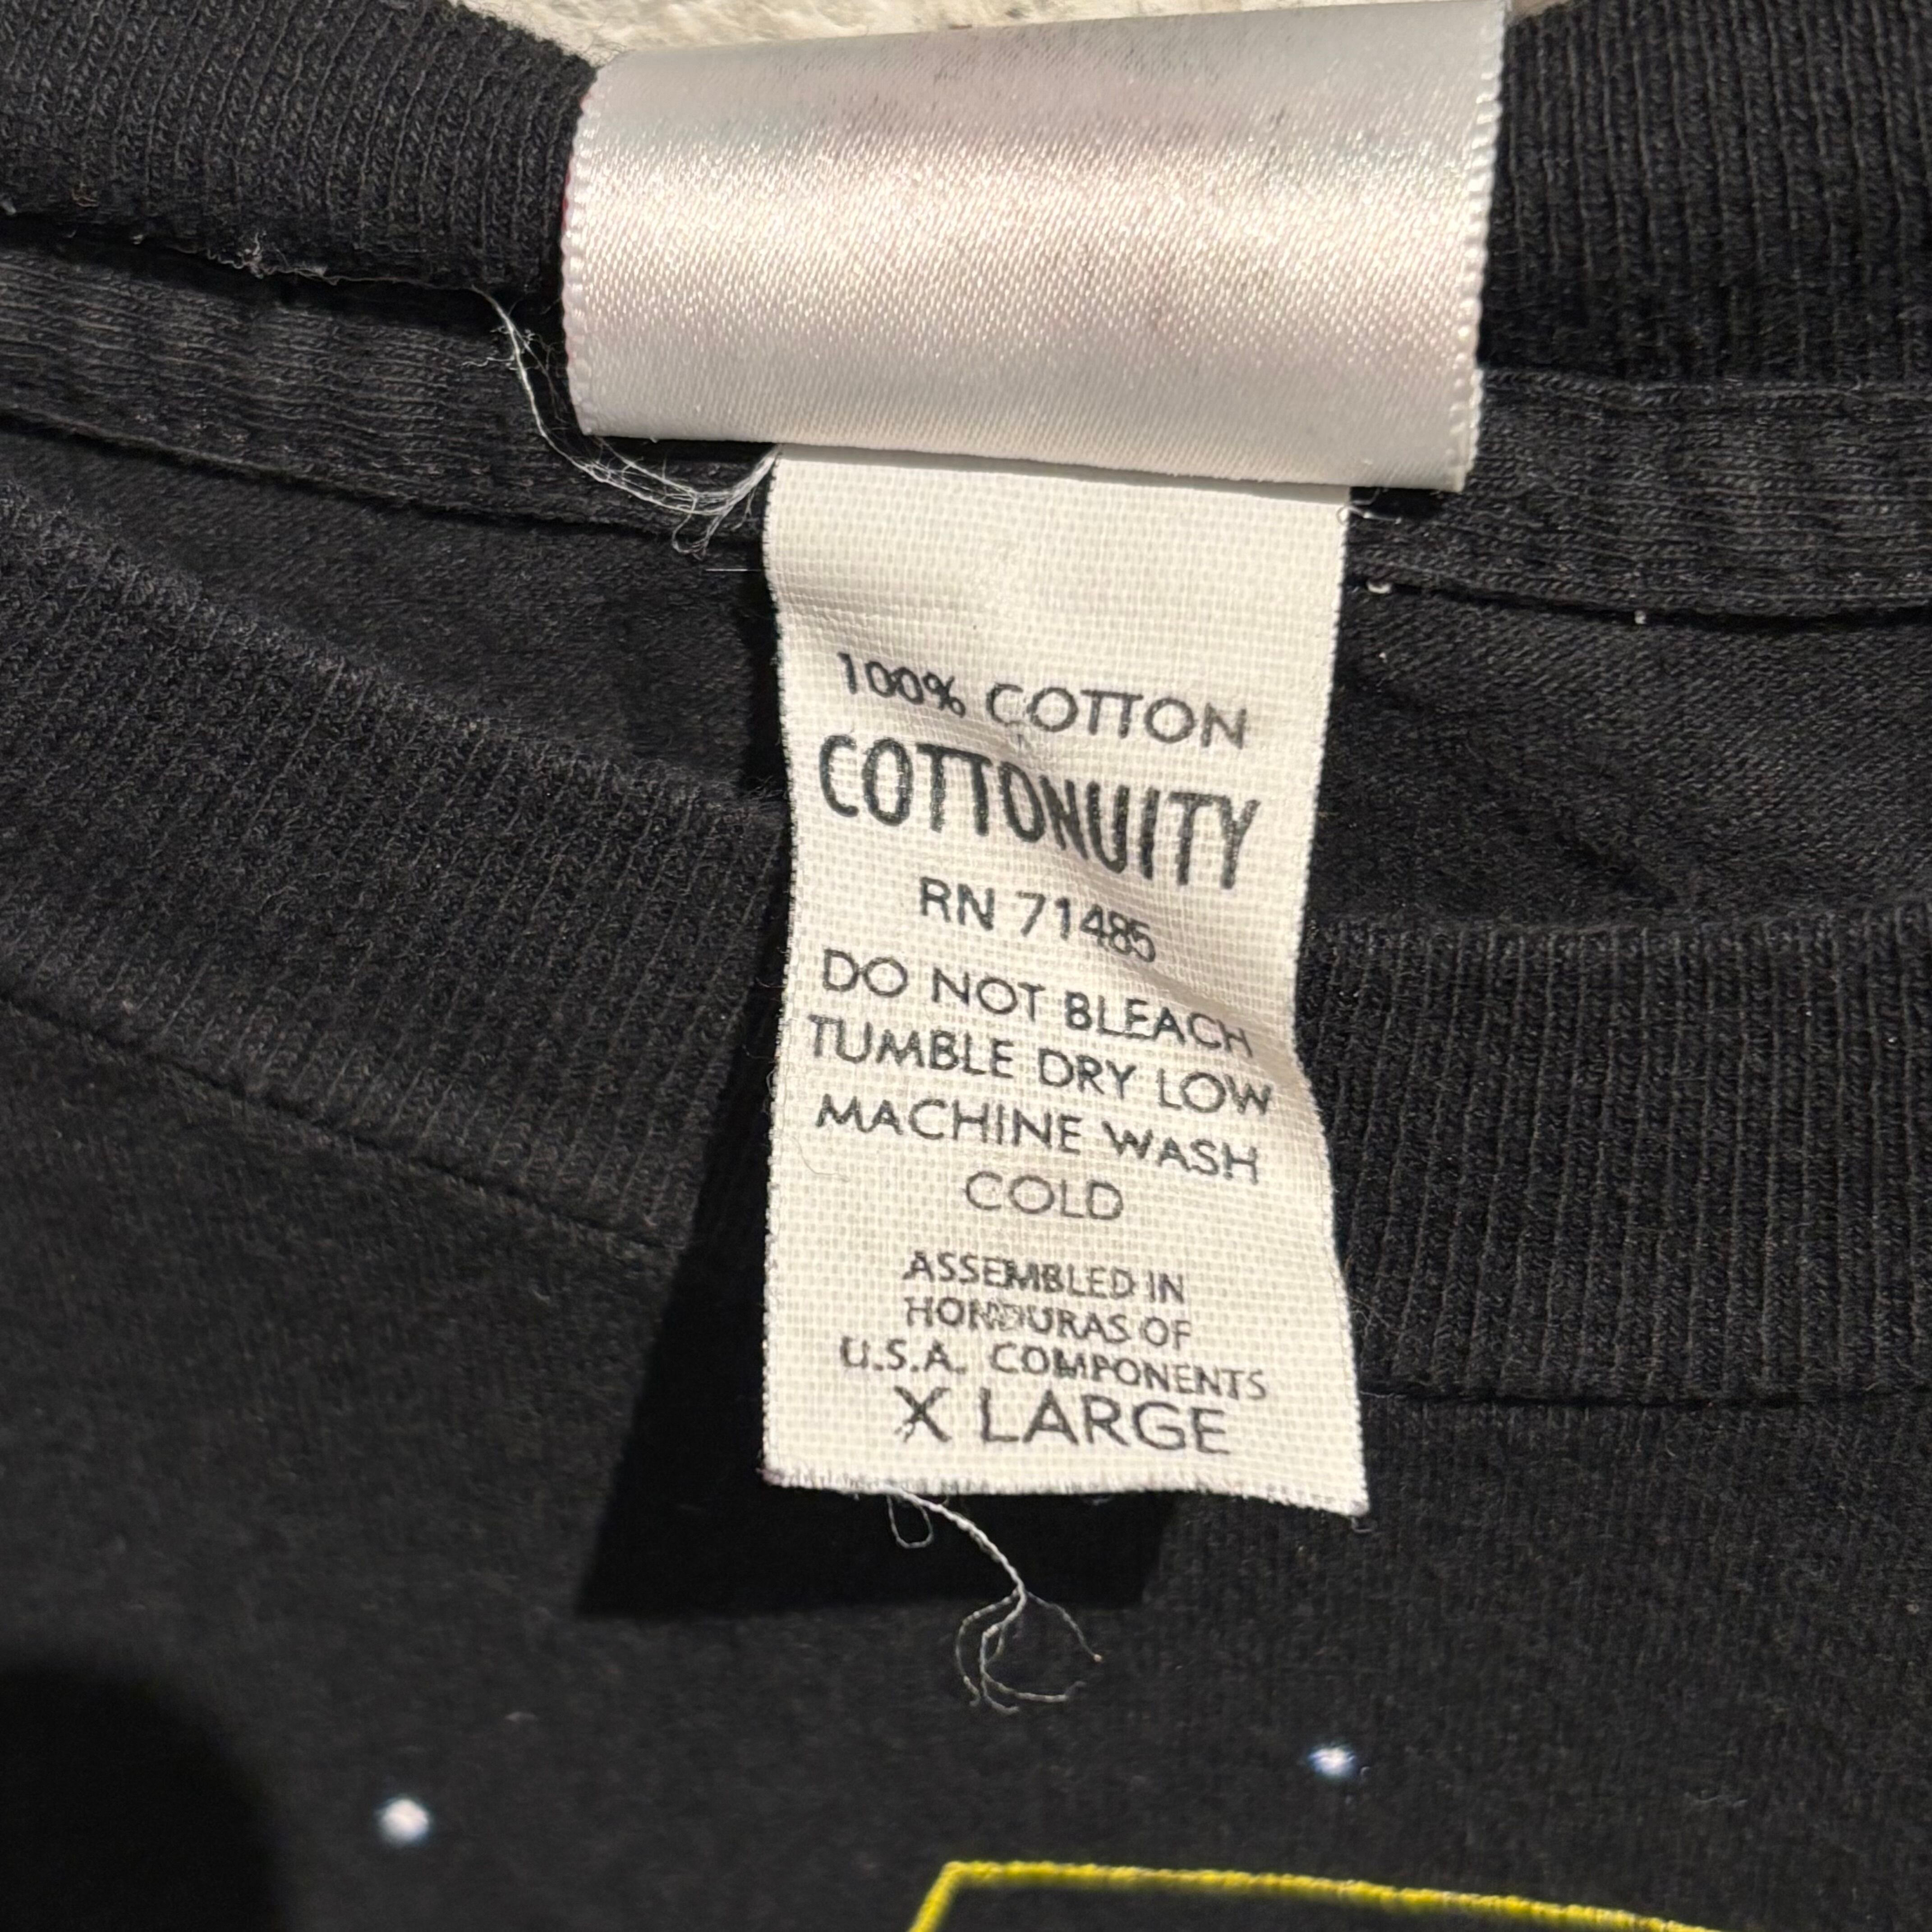 100% COTTON
COTTONUITY
RN 71485
DO NOT BLEACH
TUMBLE DRY LOW
MACHINE WASH
COLD
ASSEMBLED IN
HONDURAS OF
U.S.A. COMPONENTS
X LARGE